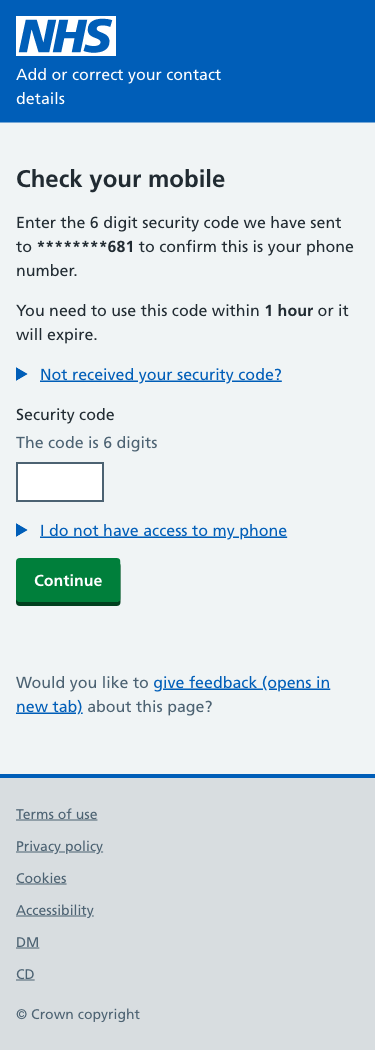 NHS
Add or correct your contact
details
Check your mobile
Enter the 6 digit security code we have sent
to ********681 to confirm this is your phone
number.
You need to use this code within 1 hour or it
will expire.
Not received your security code?
Security code
The code is 6 digits
I do not have access to my phone
Continue
Would you like to give feedback (opens in
new tab) about this page?
Terms of use
Privacy policy
Cookies
Accessibility
DM
CD
© Crown copyright